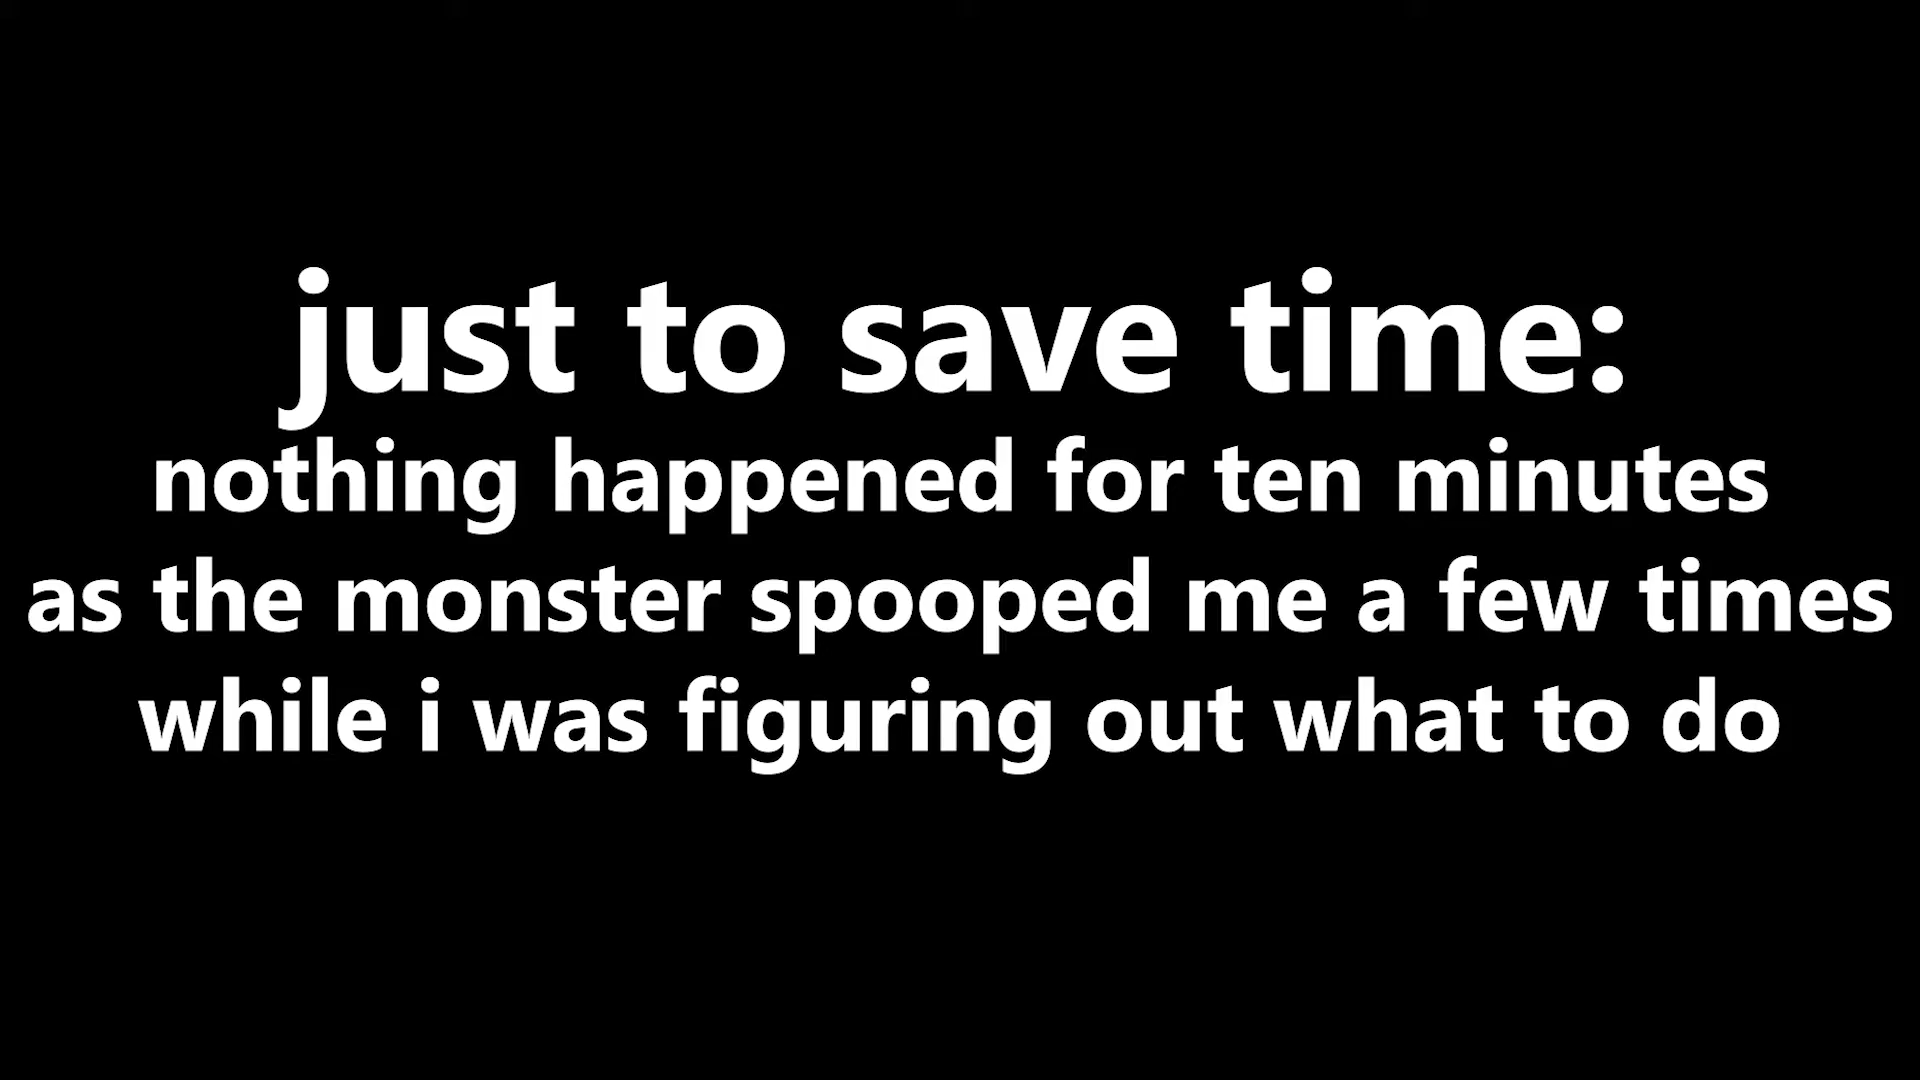 just to save time:
nothing happened for ten minutes
as the monster spooped me a few times
while i was figuring out what to do